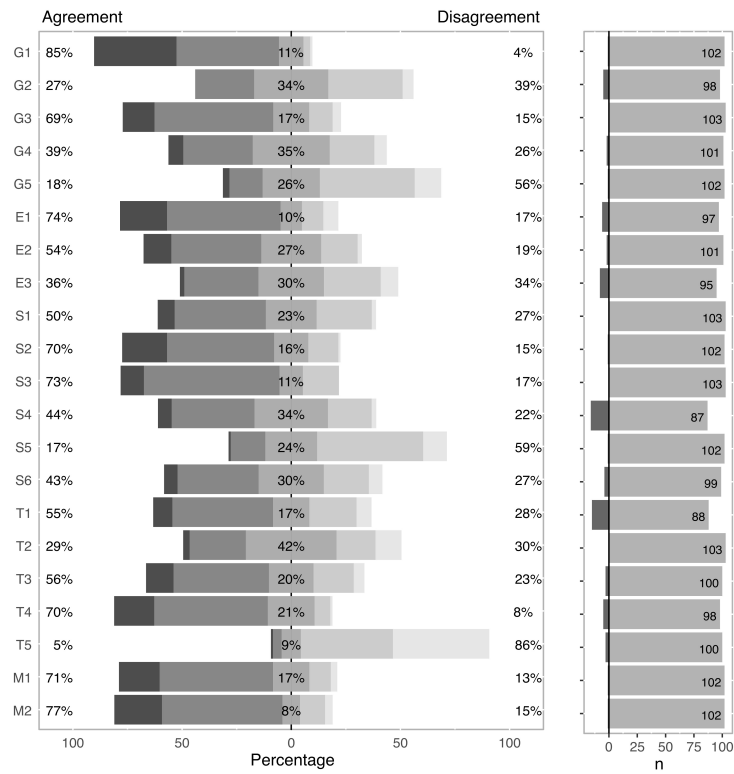 Agreement Disagreement
G1 85% 11% 4% 102
G2 27% 34% 39% 98
G3 69% 17% 15% 103
G4 39% 35% 26% 101
G5 18% 26% 56% 102
E1 74% 10% 17% 97
E2 54% 27% 19% 101
E3 36% 30% 34% 95
S1 50% 23% 27% 103
S2 70% 16% 15% 102
S3 73% 11% 17% 103
S4 44% 34% 22% 87
S5 17% 24% 59% 102
S6 43% 30% 27% 99
T1 55% 17% 28% 88
T2 29% 42% 30% 103
T3 56% 20% 23% 100
T4 70% 21% 8% 98
T5 5% 9% 86% 100
M1 71% 17% 13% 102
M2 77% 8% 15% 102
100 50 0 50 100 0 25 50 75 100
Percentage n